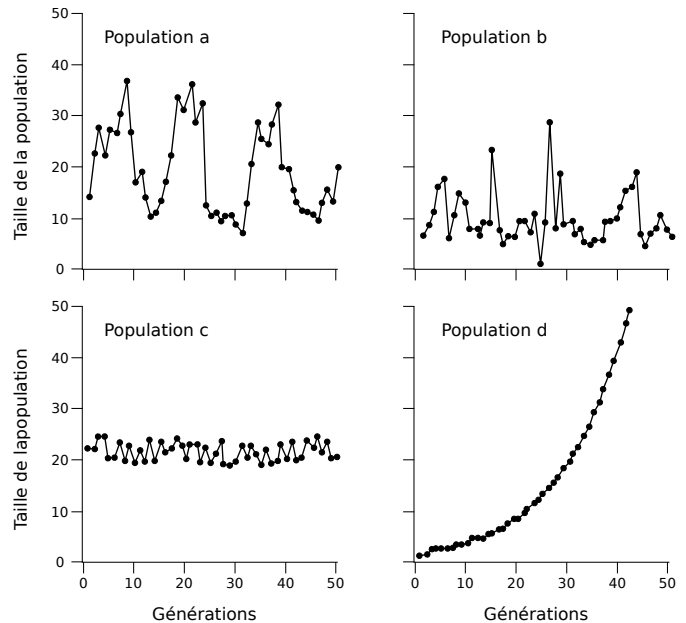 50
40
30
20
10
0
Taille de la population
Population a
Population b
50
40
30
20
10
0
Taille de lapopulation
Population c
Population d
0 10 20 30 40 50
0 10 20 30 40 50
Générations
Générations